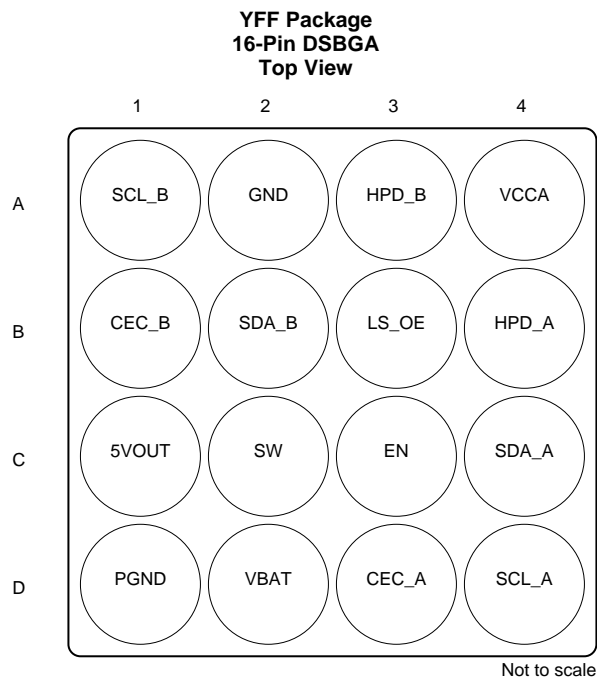 YFF Package
16-Pin DSBGA
Top View
1 2 3 4
A SCL_B GND HPD_B VCCA
B CEC_B SDA_B LS_OE HPD_A
C 5VOUT SW EN SDA_A
D PGND VBAT CEC_A SCL_A
Not to scale